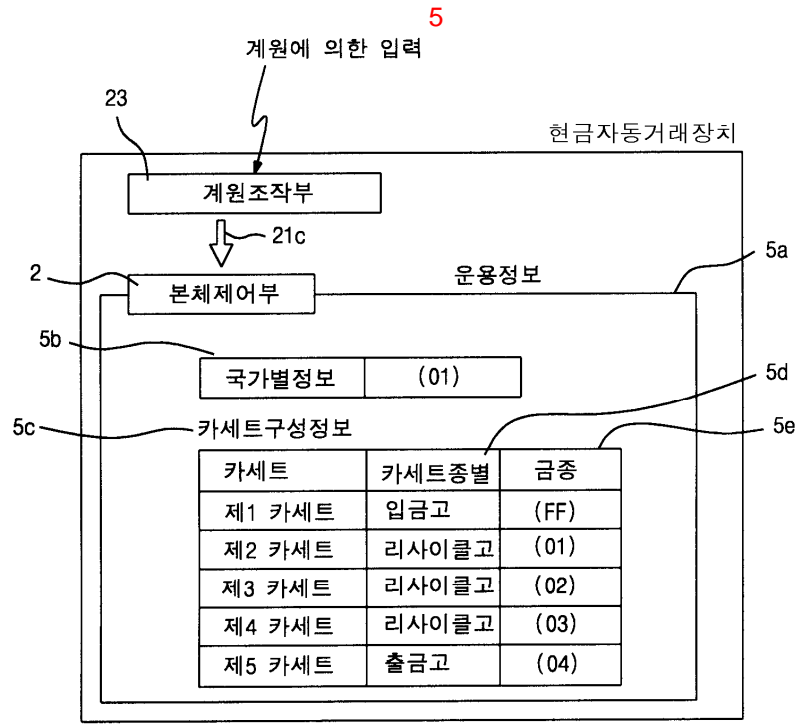 5
계원에 의한 입력
23
현금자동거래장치
계원조작부
21c
2
본체제어부
운용정보
5a
5b
국가별정보 (01)
5d
5c
카세트구성정보
5e
카세트 카세트종별 금종
제1 카세트 입금고 (FF)
제2 카세트 리사이클고 (01)
제3 카세트 리사이클고 (02)
제4 카세트 리사이클고 (03)
제5 카세트 출금고 (04)